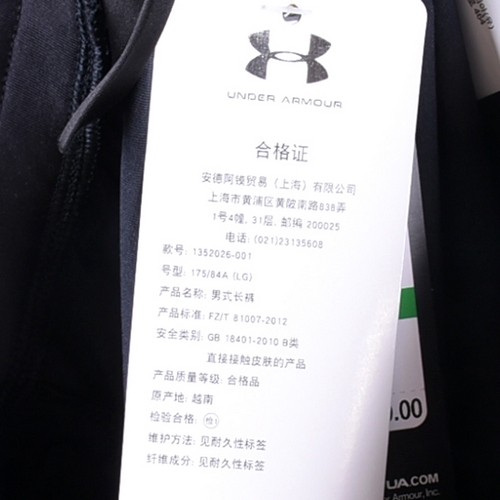 UNDER ARMOUR
合格证
安德阿镆贸易（上海）有限公司
上海市黄浦区黄陂南路838弄
1号4幢, 31层, 邮编 200025
电话: (021)23135608
款号: 1352026-001
号型: 175/84A (LG)
产品名称: 男式长裤
产品标准: FZ/T 81007-2012
安全类别: GB 18401-2010 B类
直接接触皮肤的产品
产品质量等级: 合格品
原产地: 越南
检验合格: 检1
维护方法: 见耐久性标签
纤维成分: 见耐久性标签
0.00
UA.COM
Armour, Inc.